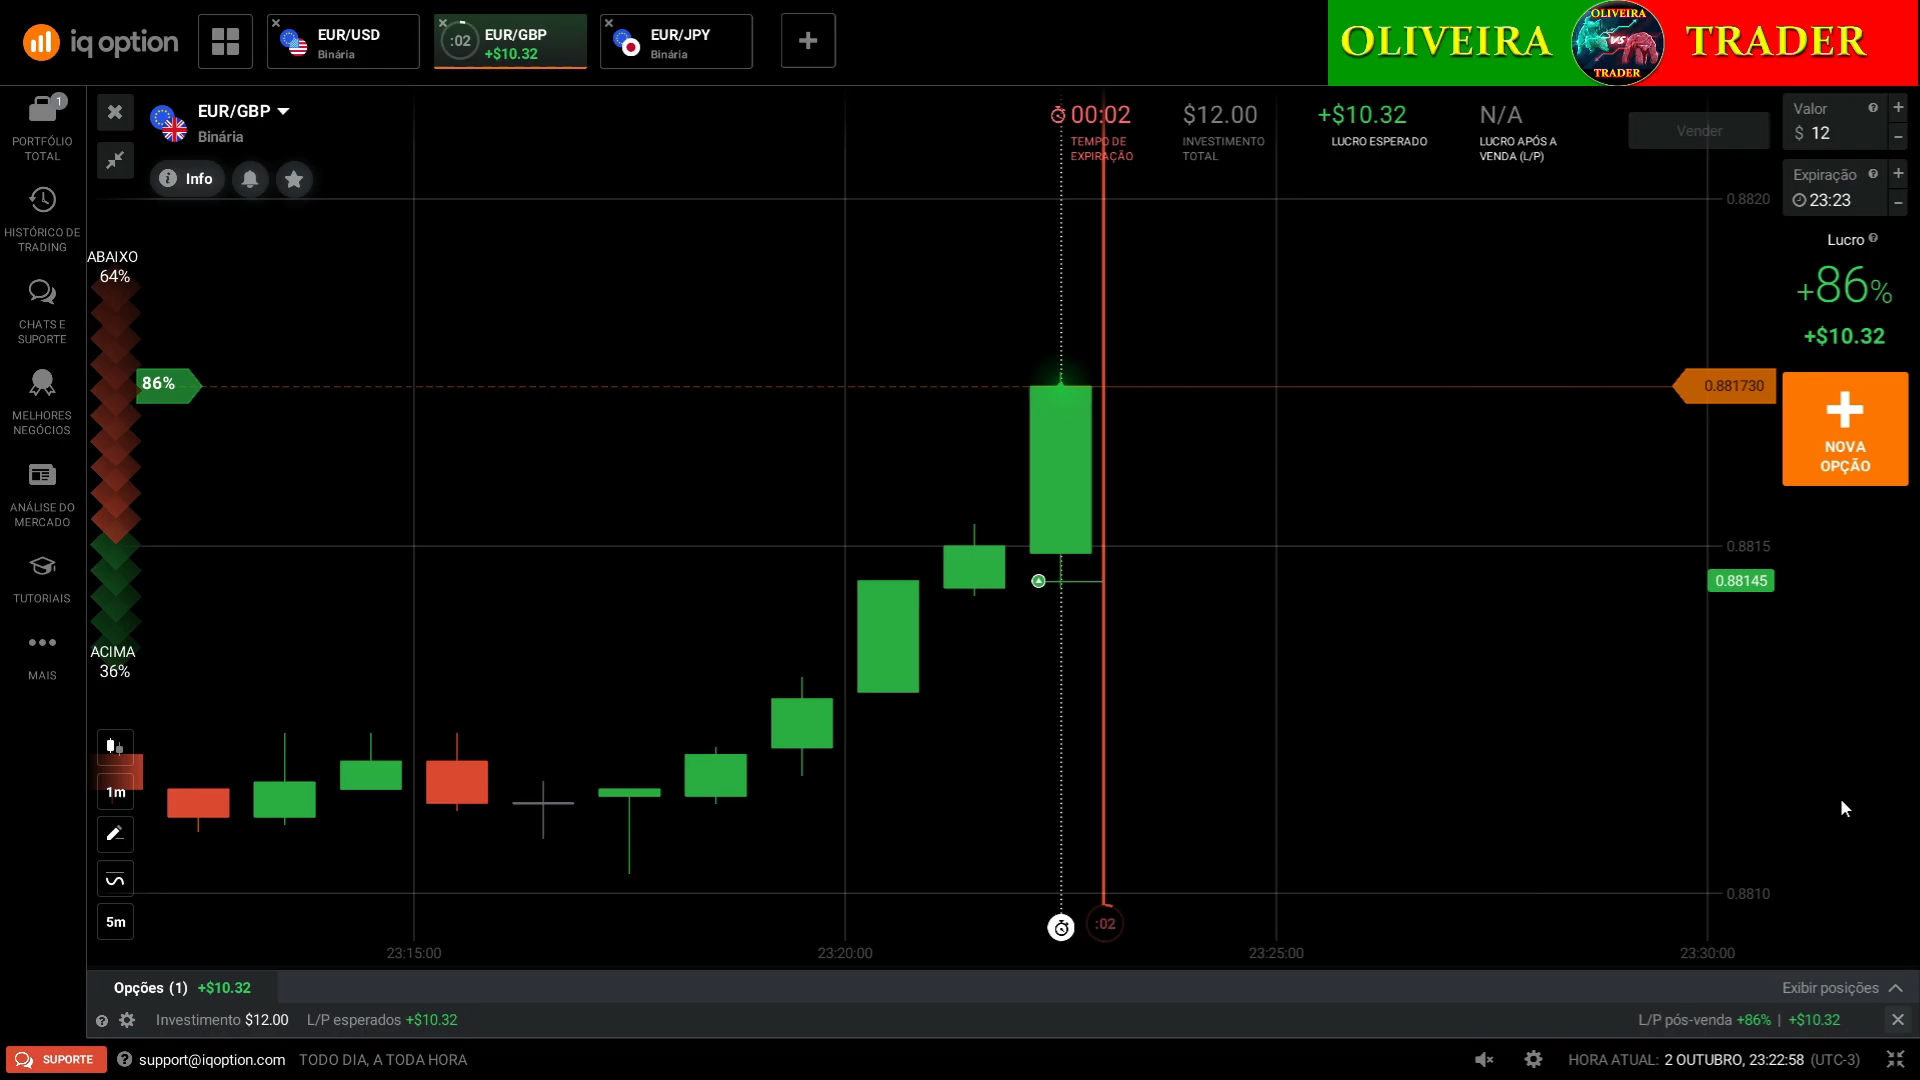 iq option
EUR/USD
Binária
:02
EUR/GBP
+$10.32
EUR/JPY
Binária
OLIVEIRA
OLIVEIRA
VS
TRADER
TRADER
1
PORTFÓLIO
TOTAL
HISTÓRICO DE
TRADING
CHATS E
SUPORTE
MELHORES
NEGÓCIOS
ANÁLISE DO
MERCADO
TUTORIAIS
MAIS
EUR/GBP
Binária
Info
00:02
TEMPO DE
EXPIRAÇÃO
$12.00
INVESTIMENTO
TOTAL
+$10.32
LUCRO ESPERADO
N/A
LUCRO APÓS A
VENDA (L/P)
Vender
Valor
$ 12
Expiração
23:23
Lucro
+86%
+$10.32
NOVA
OPÇÃO
ABAIXO
64%
86%
ACIMA
36%
1m
5m
0.8820
0.881730
0.8815
0.88145
0.8810
:02
23:15:00
23:20:00
23:25:00
23:30:00
Opções (1) +$10.32
Exibir posições
Investimento $12.00 L/P esperados +$10.32
L/P pós-venda +86% | +$10.32
SUPORTE
support@iqoption.com TODO DIA, A TODA HORA
HORA ATUAL: 2 OUTUBRO, 23:22:58 (UTC-3)